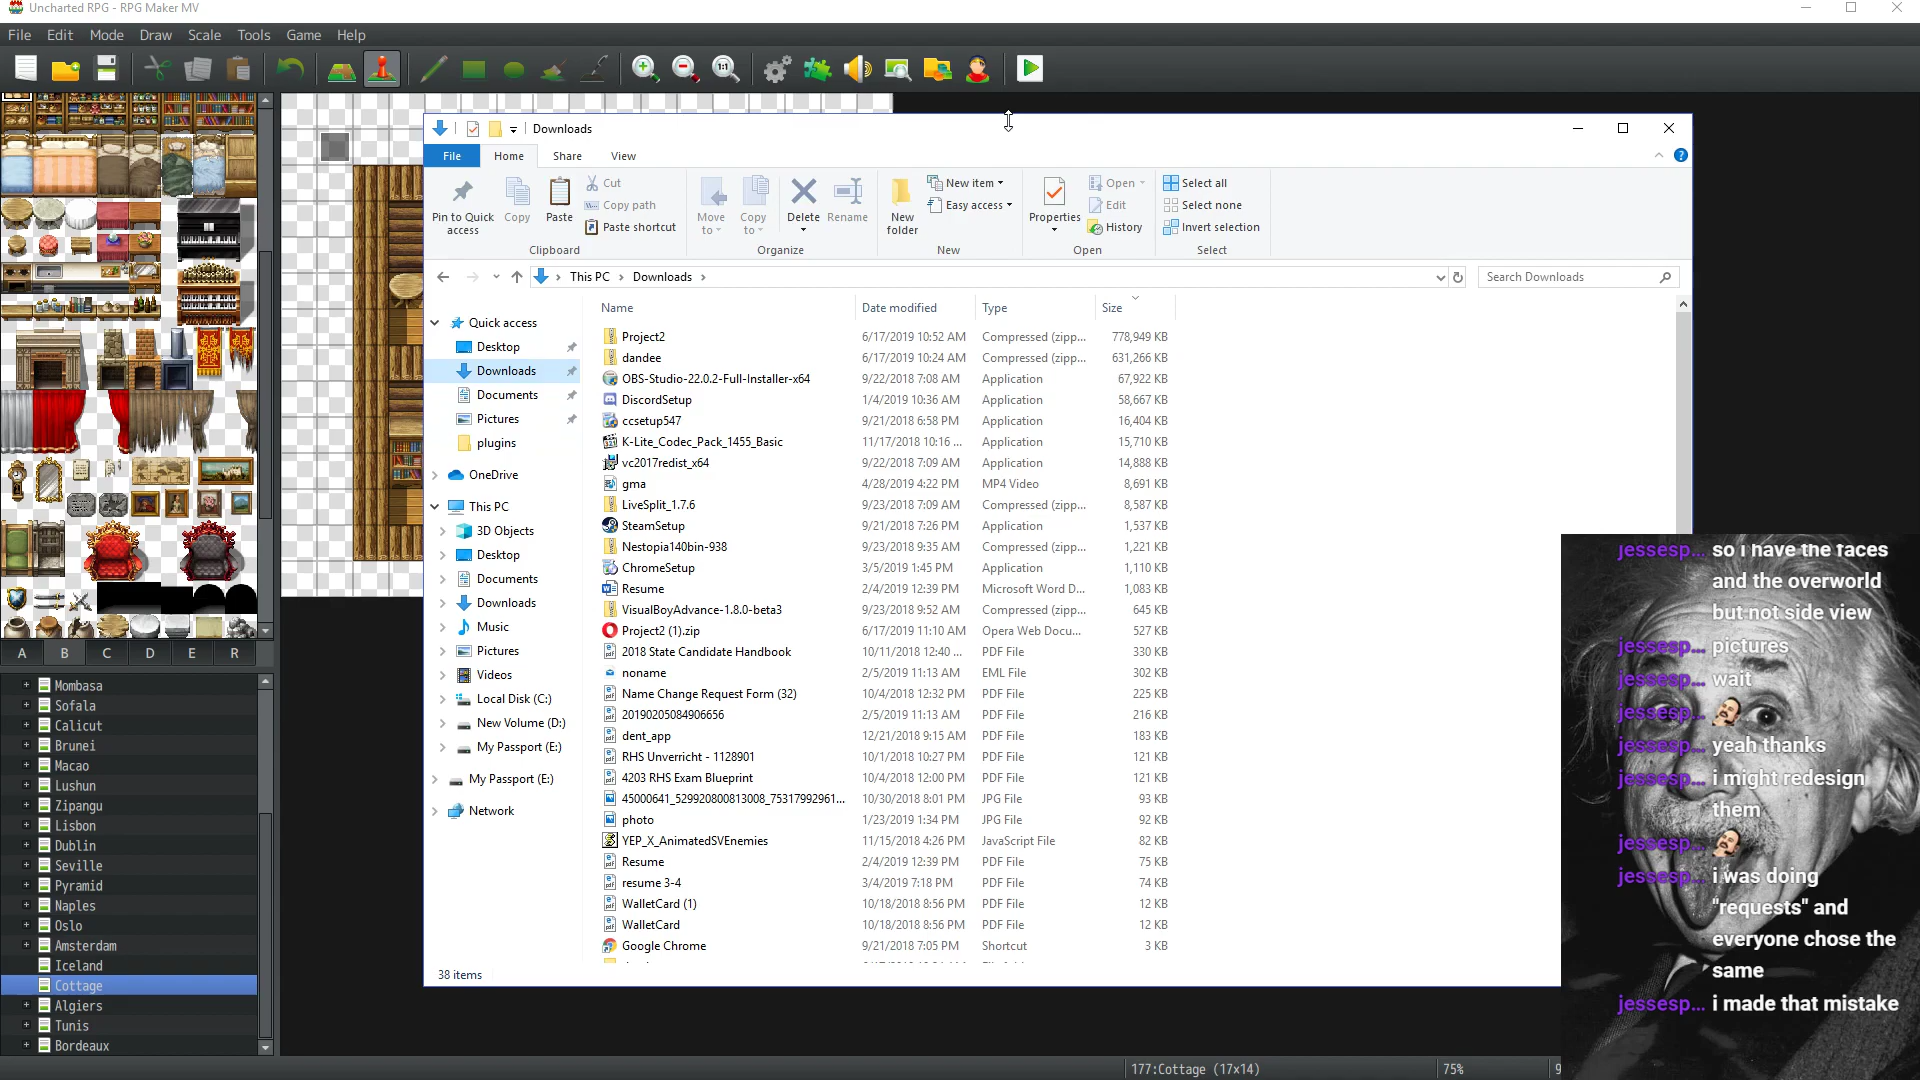 Uncharted RPG - RPG Maker MV
File Edit Mode Draw Scale Tools Game Help
1:1
Downloads
File Home Share View
Pin to Quick access
Copy
Paste
Cut
Copy path
Paste shortcut
Clipboard
Move to
Copy to
Delete
Rename
Organize
New folder
New item
Easy access
New
Properties
Open
Edit
History
Open
Select all
Select none
Invert selection
Select
This PC > Downloads >
Search Downloads
Quick access
Desktop
Downloads
Documents
Pictures
plugins
OneDrive
This PC
3D Objects
Desktop
Documents
Downloads
Music
Pictures
Videos
Local Disk (C:)
New Volume (D:)
My Passport (E:)
My Passport (E:)
Network
Name Date modified Type Size
Project2 6/17/2019 10:52 AM Compressed (zipp... 778,949 KB
dandee 6/17/2019 10:24 AM Compressed (zipp... 631,266 KB
OBS-Studio-22.0.2-Full-Installer-x64 9/22/2018 7:08 AM Application 67,922 KB
DiscordSetup 1/4/2019 10:36 AM Application 58,667 KB
ccsetup547 9/21/2018 6:58 PM Application 16,404 KB
K-Lite_Codec_Pack_1455_Basic 11/17/2018 10:16 ... Application 15,710 KB
vc2017redist_x64 9/22/2018 7:09 AM Application 14,888 KB
gma 4/28/2019 4:22 PM MP4 Video 8,691 KB
LiveSplit_1.7.6 9/23/2018 7:09 AM Compressed (zipp... 8,587 KB
SteamSetup 9/21/2018 7:26 PM Application 1,537 KB
Nestopia140bin-938 9/23/2018 9:35 AM Compressed (zipp... 1,221 KB
ChromeSetup 3/5/2019 1:45 PM Application 1,110 KB
Resume 2/4/2019 12:39 PM Microsoft Word D... 1,083 KB
VisualBoyAdvance-1.8.0-beta3 9/23/2018 9:52 AM Compressed (zipp... 645 KB
Project2 (1).zip 6/17/2019 11:10 AM Opera Web Docu... 527 KB
2018 State Candidate Handbook 10/11/2018 12:40 ... PDF File 330 KB
noname 2/5/2019 11:13 AM EML File 302 KB
Name Change Request Form (32) 10/4/2018 12:32 PM PDF File 225 KB
20190205084906656 2/5/2019 11:13 AM PDF File 216 KB
dent_app 12/21/2018 9:15 AM PDF File 183 KB
RHS Unverricht - 1128901 10/1/2018 10:27 PM PDF File 121 KB
4203 RHS Exam Blueprint 10/4/2018 12:00 PM PDF File 121 KB
45000641_529920800813008_75317992961... 10/30/2018 8:01 PM JPG File 93 KB
photo 1/23/2019 1:34 PM JPG File 92 KB
YEP_X_AnimatedSVEnemies 11/15/2018 4:26 PM JavaScript File 82 KB
Resume 2/4/2019 12:39 PM PDF File 75 KB
resume 3-4 3/4/2019 7:18 PM PDF File 74 KB
WalletCard (1) 10/18/2018 8:56 PM PDF File 12 KB
WalletCard 10/18/2018 8:56 PM PDF File 12 KB
Google Chrome 9/21/2018 7:05 PM Shortcut 3 KB
38 items
A B C D E R
Mombasa
Sofala
Calicut
Brunei
Macao
Lushun
Zipangu
Lisbon
Dublin
Seville
Pyramid
Naples
Oslo
Amsterdam
Iceland
Cottage
Algiers
Tunis
Bordeaux
177:Cottage (17×14) 75%
jessesp... so i have the faces
and the overworld
but not side view
jessesp... pictures
jessesp... wait
jessesp...
jessesp... yeah thanks
jessesp... i might redesign
them
jessesp...
jessesp... i was doing
"requests" and
everyone chose the
same
jessesp... i made that mistake